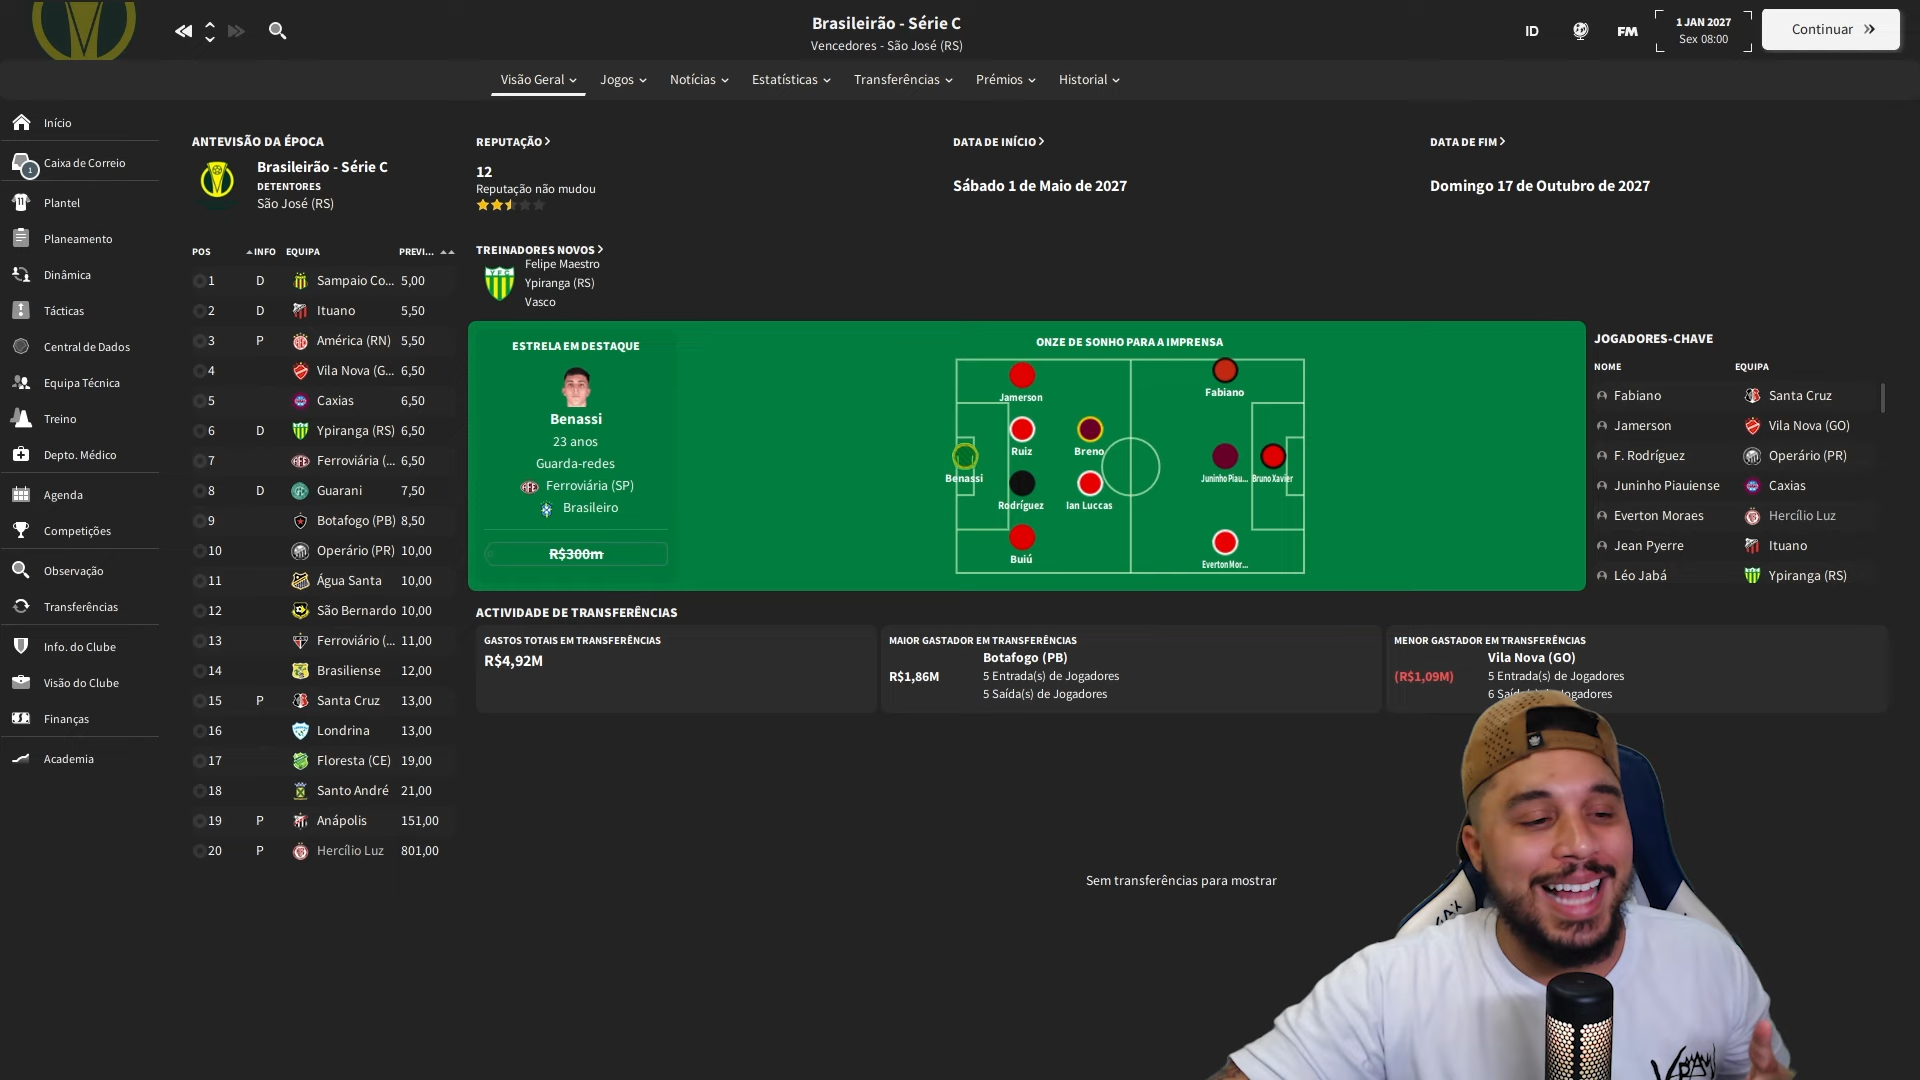 Brasileirão - Série C
Vencedores - São José (RS)
ID
FM
1 JAN 2027
Sex 08:00
Continuar
Visão Geral
Jogos
Notícias
Estatísticas
Transferências
Prémios
Historial
Início
Caixa de Correio
1
Plantel
11
Planeamento
Dinâmica
Tácticas
Central de Dados
Equipa Técnica
Treino
Depto. Médico
Agenda
Competições
Observação
Transferências
Info. do Clube
Visão do Clube
Finanças
Academia
ANTEVISÃO DA ÉPOCA
Brasileirão - Série C
DETENTORES
São José (RS)
REPUTAÇÃO
12
Reputação não mudou
DATA DE INÍCIO
Sábado 1 de Maio de 2027
DATA DE FIM
Domingo 17 de Outubro de 2027
POS INFO EQUIPA PREVI...
1 D Sampaio Co... 5,00
2 D Ituano 5,50
3 P América (RN) 5,50
4 Vila Nova (G... 6,50
5 Caxias 6,50
6 D Ypiranga (RS) 6,50
7 Ferroviária (... 6,50
8 D Guarani 7,50
9 Botafogo (PB) 8,50
10 Operário (PR) 10,00
11 Água Santa 10,00
12 São Bernardo 10,00
13 Ferroviário (... 11,00
14 Brasiliense 12,00
15 P Santa Cruz 13,00
16 Londrina 13,00
17 Floresta (CE) 19,00
18 Santo André 21,00
19 P Anápolis 151,00
20 P Hercílio Luz 801,00
TREINADORES NOVOS
Felipe Maestro
Ypiranga (RS)
Vasco
ESTRELA EM DESTAQUE
Benassi
23 anos
Guarda-redes
Ferroviária (SP)
Brasileiro
R$300m
ONZE DE SONHO PARA A IMPRENSA
Jamerson
Fabiano
Ruiz
Breno
Benassi
Juninho Piau...
Bruno Xavier
Rodríguez
Ian Luccas
Buiú
Everton Mor...
JOGADORES-CHAVE
NOME EQUIPA
Fabiano Santa Cruz
Jamerson Vila Nova (GO)
F. Rodríguez Operário (PR)
Juninho Piauiense Caxias
Everton Moraes Hercílio Luz
Jean Pyerre Ituano
Léo Jabá Ypiranga (RS)
ACTIVIDADE DE TRANSFERÊNCIAS
GASTOS TOTAIS EM TRANSFERÊNCIAS
R$4,92M
MAIOR GASTADOR EM TRANSFERÊNCIAS
Botafogo (PB)
R$1,86M
5 Entrada(s) de Jogadores
5 Saída(s) de Jogadores
MENOR GASTADOR EM TRANSFERÊNCIAS
Vila Nova (GO)
(R$1,09M)
5 Entrada(s) de Jogadores
6 Jogadores
Sem transferências para mostrar